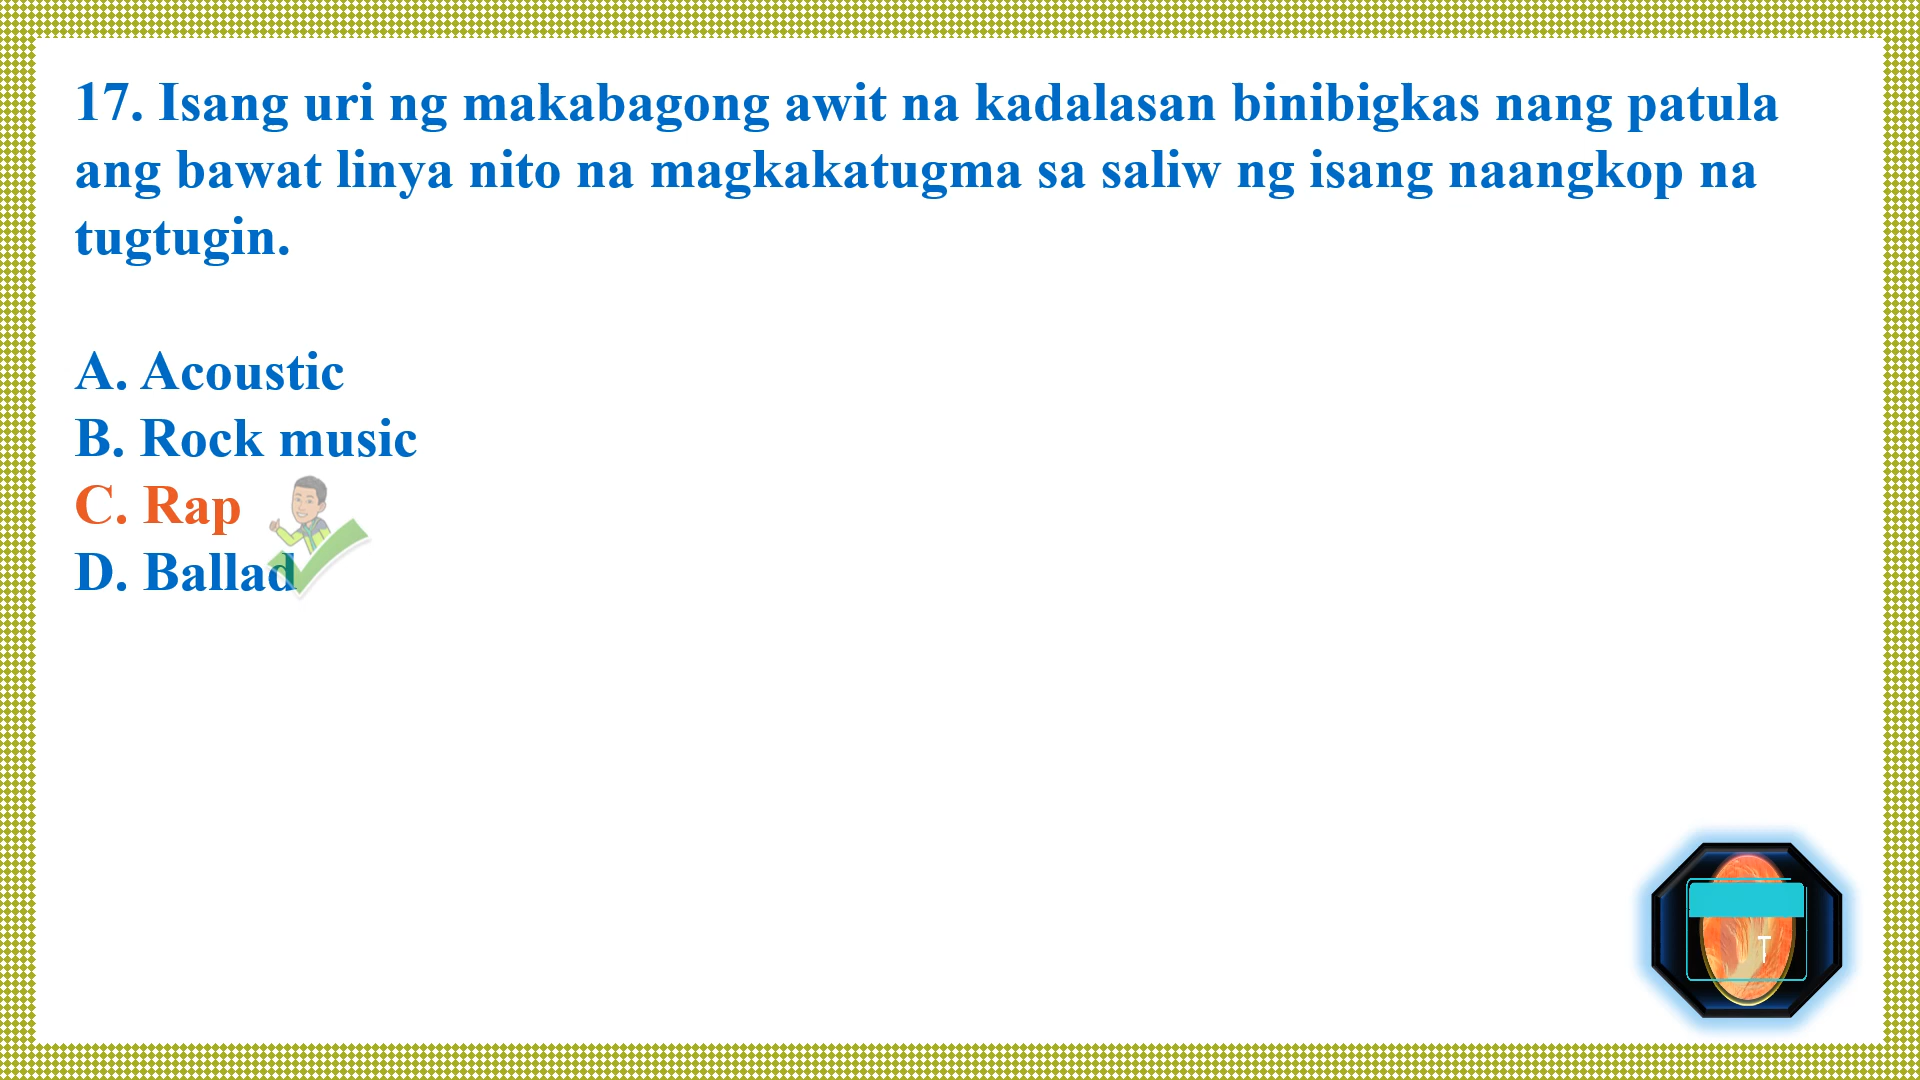 17. Isang uri ng makabagong awit na kadalasan binibigkas nang patula
ang bawat linya nito na magkakatugma sa saliw ng isang naangkop na
tugtugin.
A. Acoustic
B. Rock music
C. Rap
D. Ballad
T